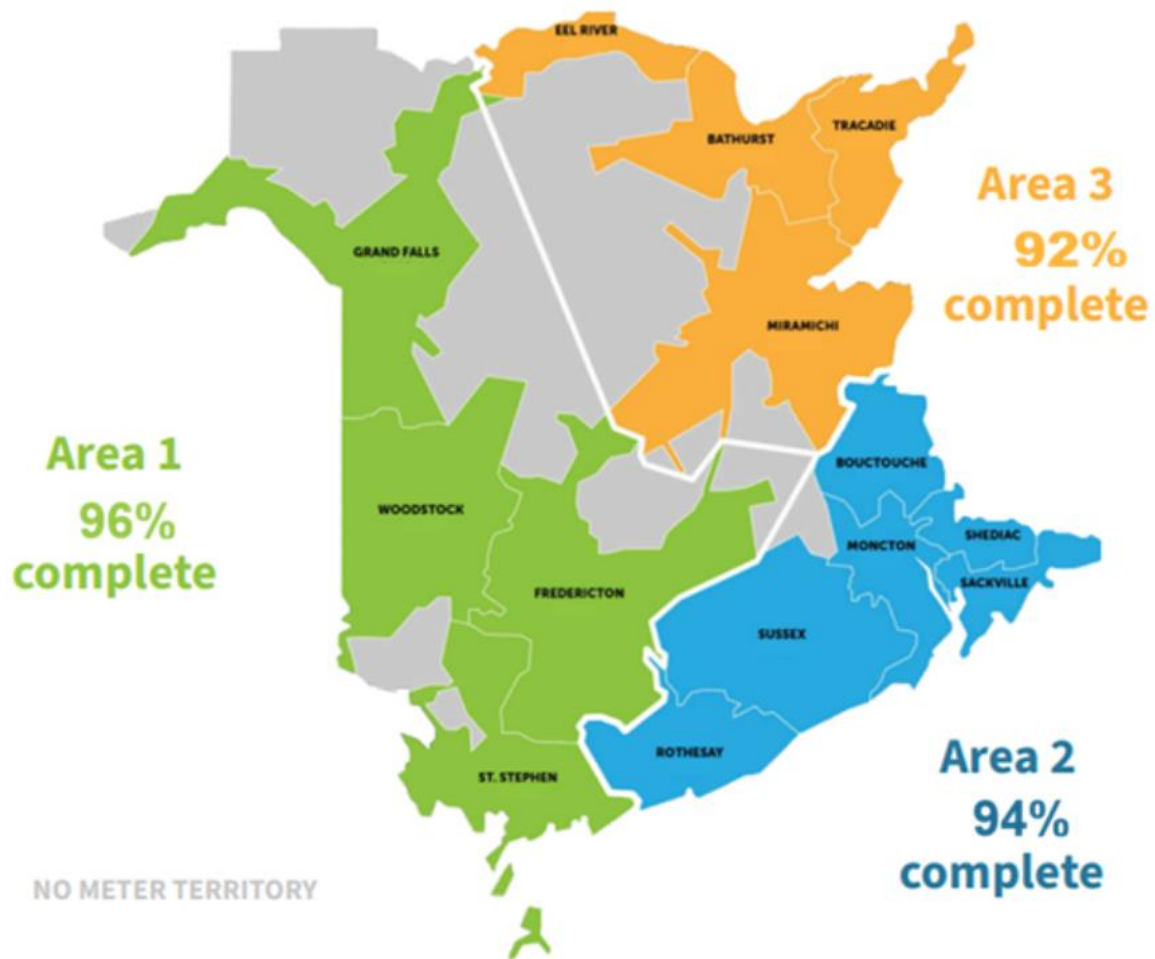 EEL RIVER
TRACADIE
BATHURST
Area 3
92%
complete
GRAND FALLS
MIRAMICHI
Area 1
96%
complete
BOUCTOUCHE
WOODSTOCK
SHEDIAC
MONCTON
SACKVILLE
FREDERICTON
SUSSEX
ROTHESAY
Area 2
94%
complete
ST. STEPHEN
NO METER TERRITORY